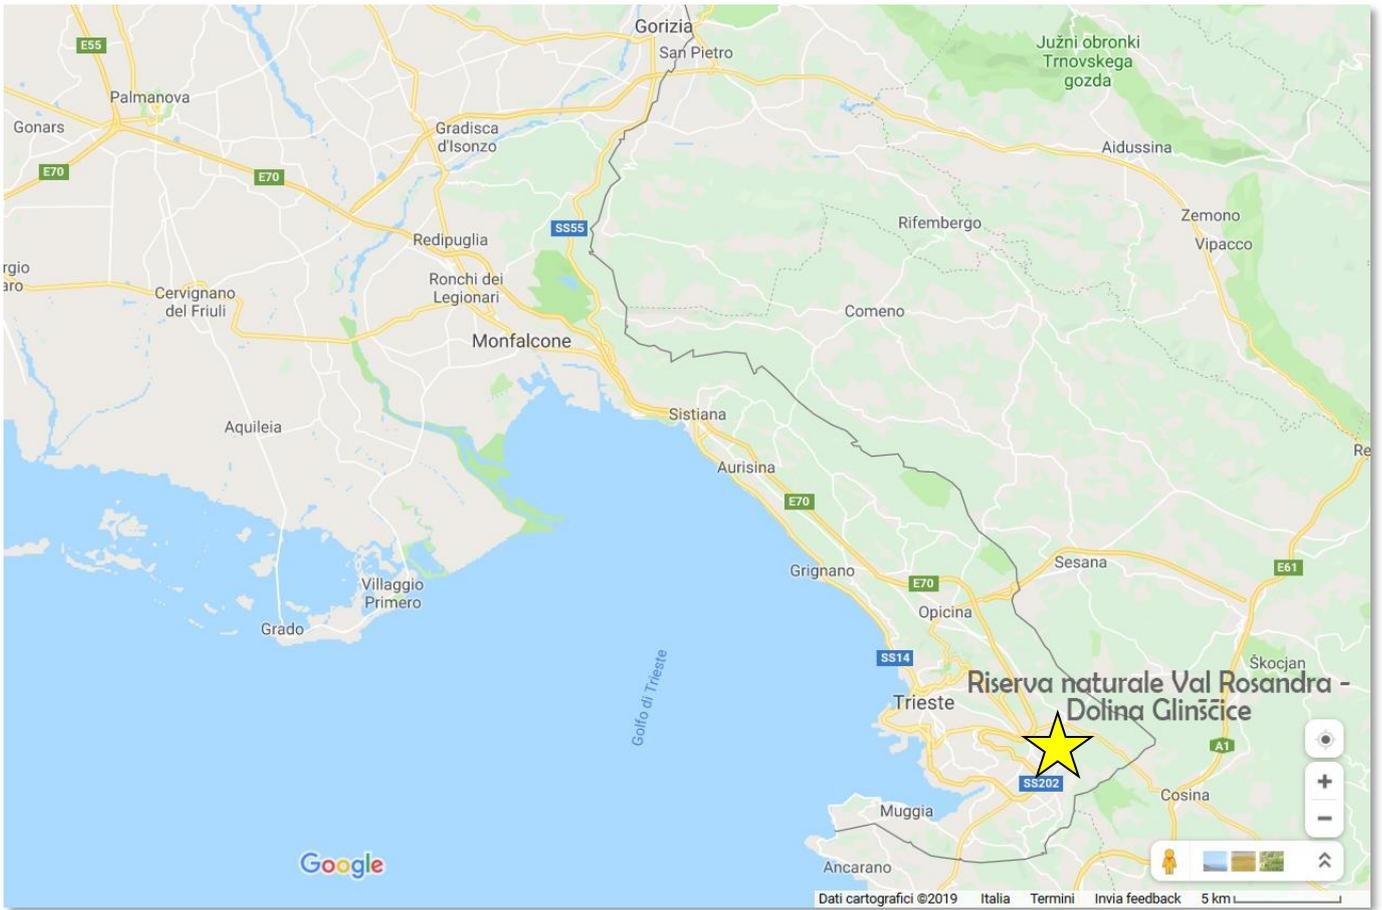 Gorizia
San Pietro
E55
Južni obronki
Trnovskega
gozda
Palmanova
Gonars
Gradisca
d'Isonzo
Aidussina
E70
E70
Zemono
SS55
Rifembergo
Redipuglia
Vipacco
rgio
aro
Ronchi dei
Legionari
Cervignano
del Friuli
Comeno
Monfalcone
Sistiana
Aquileia
Re
Aurisina
E70
Grignano
Sesana
E61
E70
Villaggio
Primero
Opicina
Grado
SS14
Škocjan
Golfo di Trieste
Riserva naturale Val Rosandra -
Dolina Glinščice
Trieste
A1
SS202
Cosina
Muggia
Google
Ancarano
Dati cartografici ©2019 Italia Termini Invia feedback 5 km